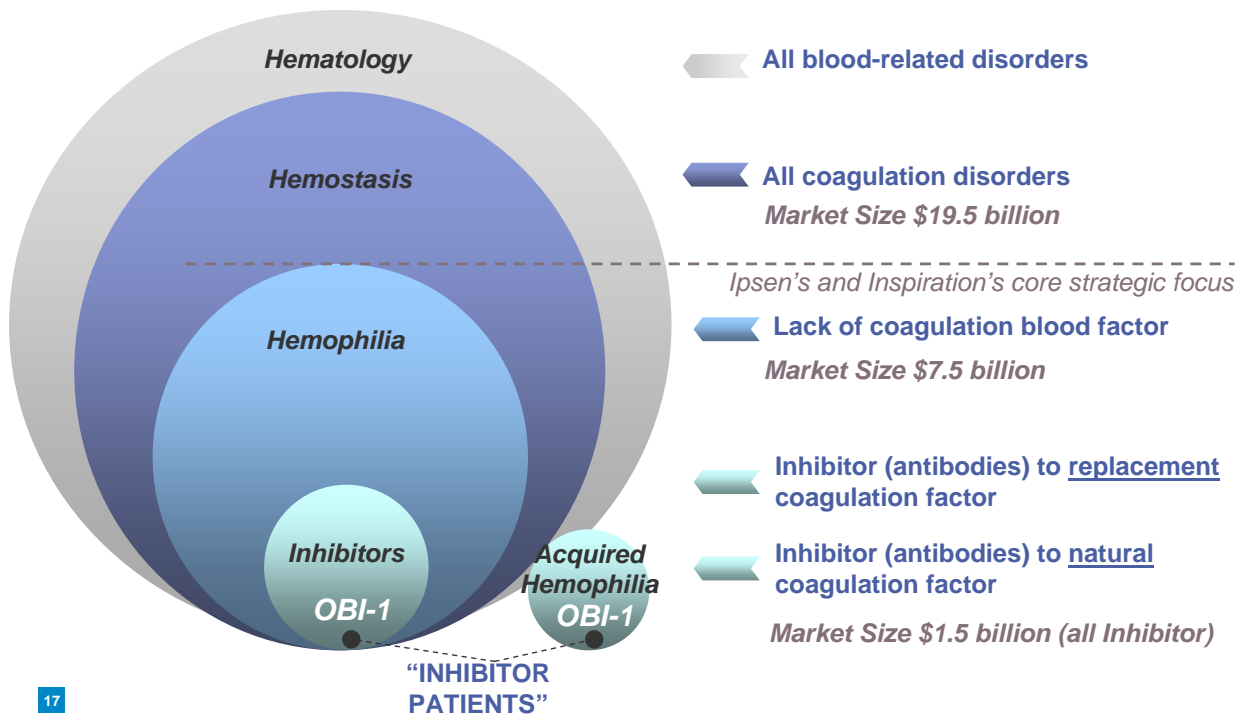 Hematology
All blood-related disorders
Hemostasis
All coagulation disorders
Market Size $19.5 billion
Ipsen's and Inspiration's core strategic focus
Hemophilia
Lack of coagulation blood factor
Market Size $7.5 billion
Inhibitor (antibodies) to replacement
coagulation factor
Inhibitors
OBI-1
Acquired
Hemophilia
OBI-1
Inhibitor (antibodies) to natural
coagulation factor
Market Size $1.5 billion (all Inhibitor)
“INHIBITOR
PATIENTS”
17